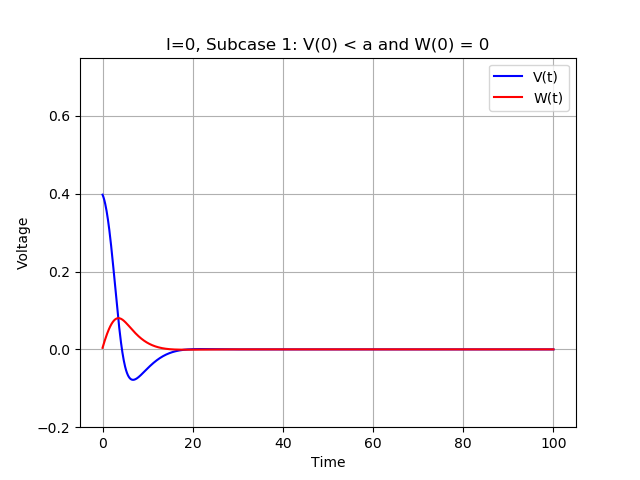 I=0, Subcase 1: V(0) < a and W(0) = 0
V(t)
W(t)
0.6
0.4
0.2
0.0
−0.2
Voltage
0
20
40
60
80
100
Time